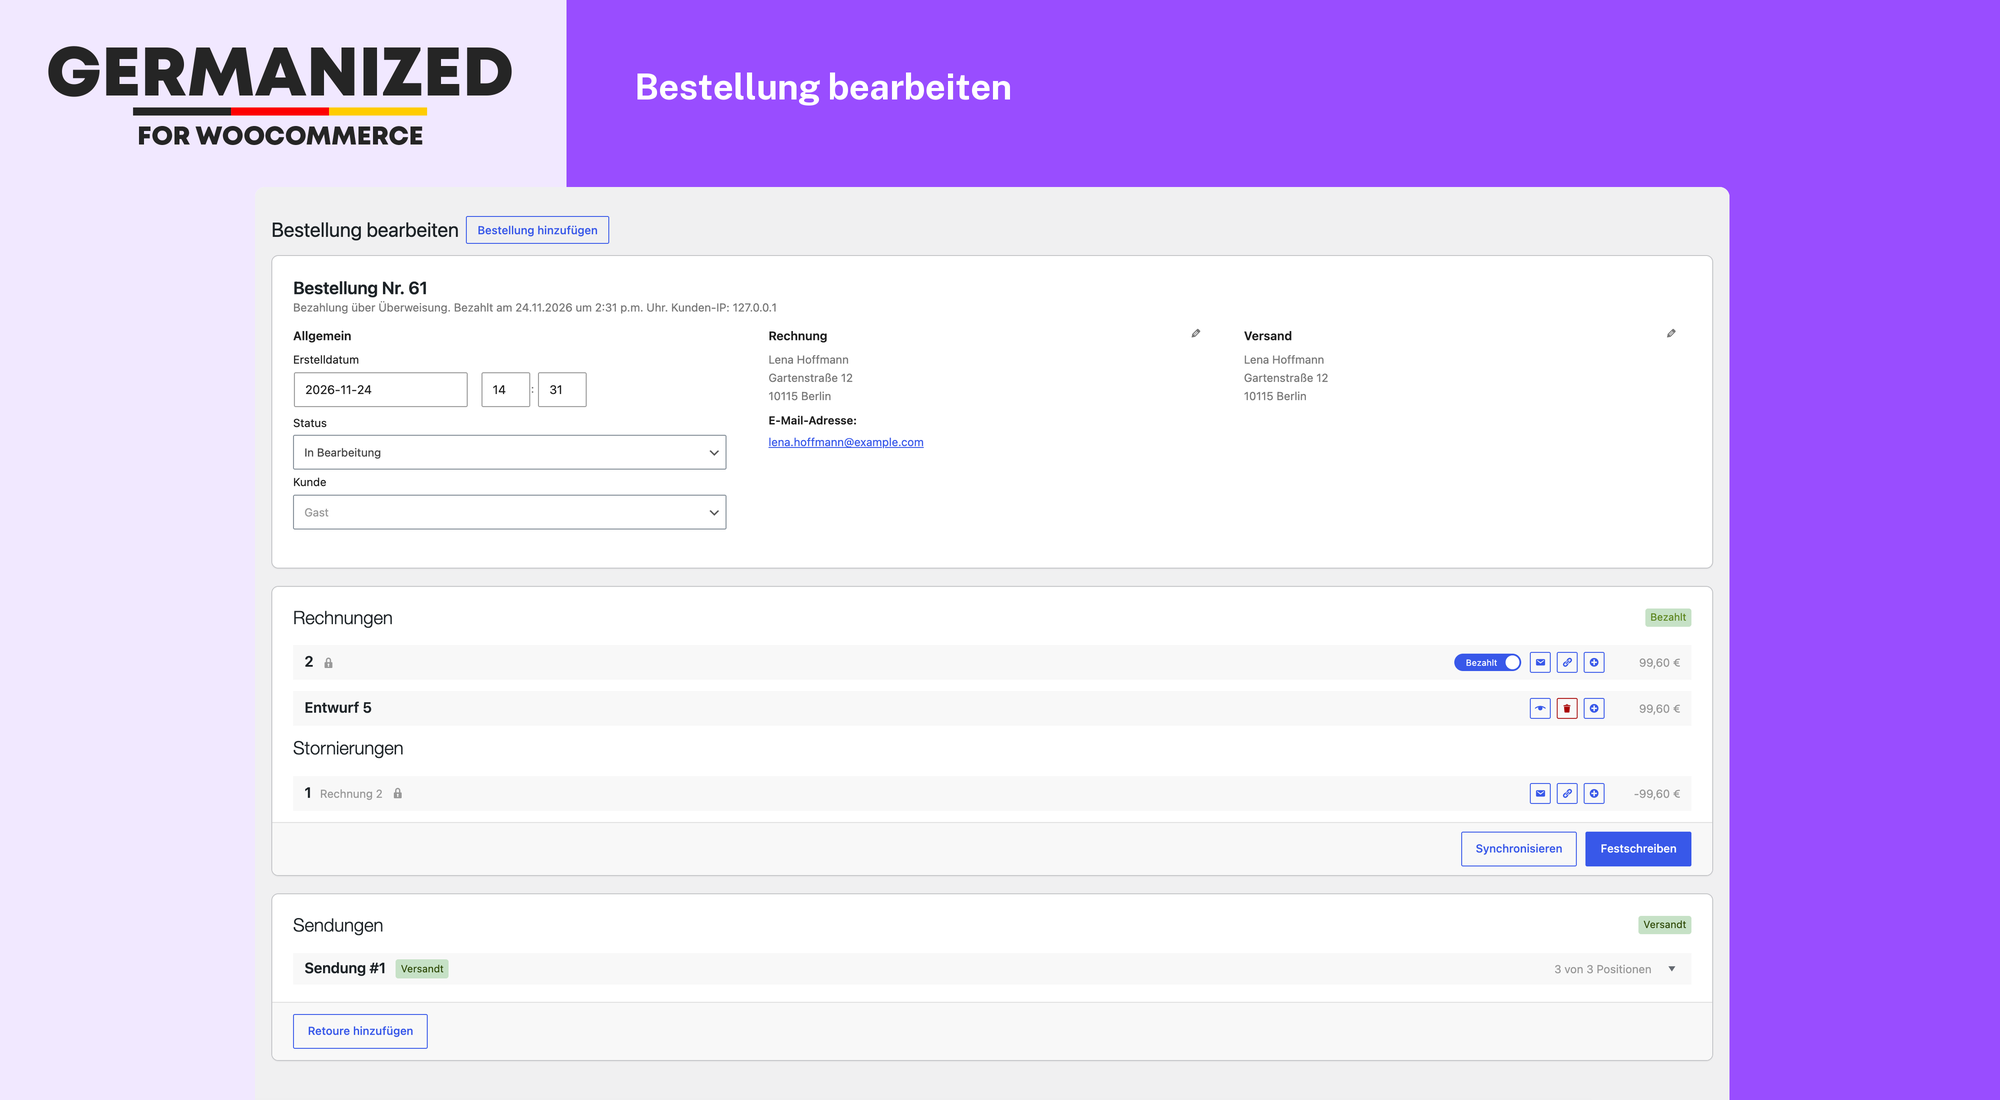 GERMANIZED
FOR WOOCOMMERCE
Bestellung bearbeiten
Bestellung bearbeiten
Bestellung hinzufügen
Bestellung Nr. 61
Bezahlung über Überweisung. Bezahlt am 24.11.2026 um 2:31 p.m. Uhr. Kunden-IP: 127.0.0.1
Allgemein
Erstelldatum
2026-11-24
14
:
31
Status
In Bearbeitung
Kunde
Gast
Rechnung
Lena Hoffmann
Gartenstraße 12
10115 Berlin
E-Mail-Adresse:
lena.hoffmann@example.com
Versand
Lena Hoffmann
Gartenstraße 12
10115 Berlin
Rechnungen
Bezahlt
2
Bezahlt
99,60 €
Entwurf 5
99,60 €
Stornierungen
1 Rechnung 2
-99,60 €
Synchronisieren
Festschreiben
Sendungen
Versandt
Sendung #1
Versandt
3 von 3 Positionen
Retoure hinzufügen